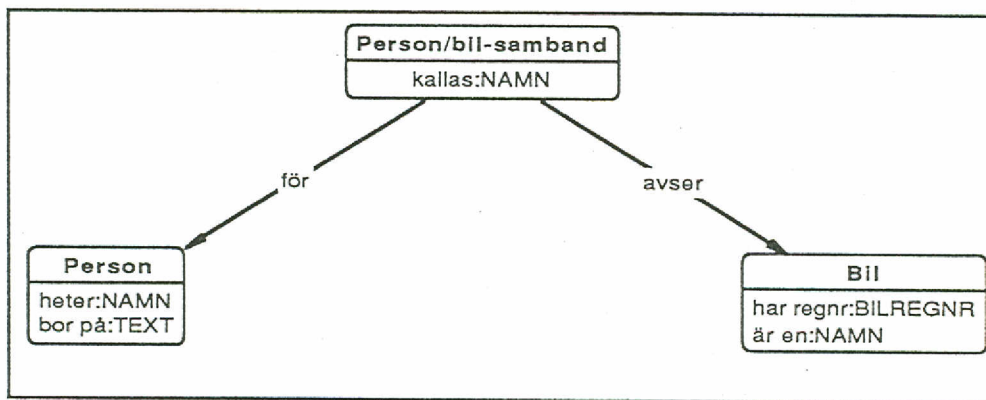 Person/bil-samband
kallas:NAMN
för
avser
Person
heter:NAMN
bor på:TEXT
Bil
har regnr:BILREGNR
är en:NAMN